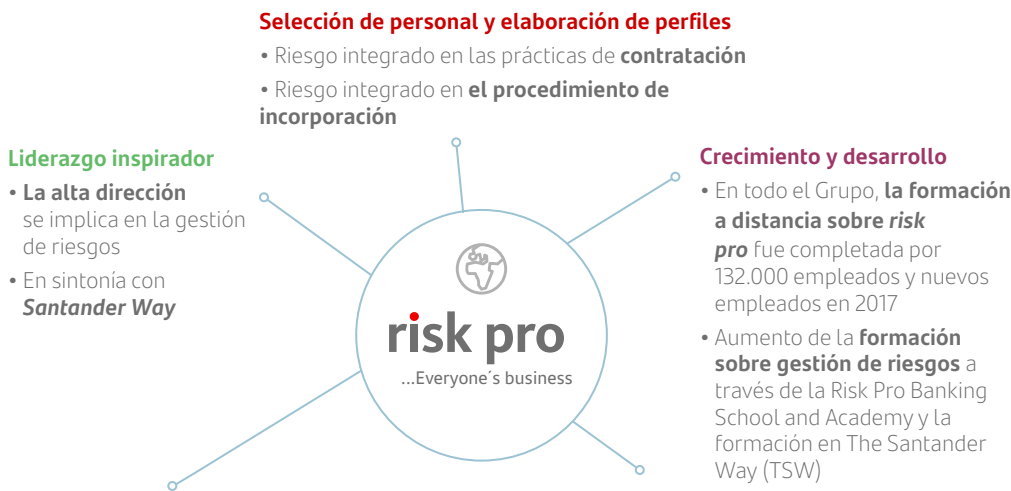 Selección de personal y elaboración de perfiles
• Riesgo integrado en las prácticas de contratación
• Riesgo integrado en el procedimiento de
incorporación
Liderazgo inspirador
• La alta dirección
se implica en la gestión
de riesgos
• En sintonía con
Santander Way
Crecimiento y desarrollo
• En todo el Grupo, la formación
a distancia sobre risk
pro fue completada por
132.000 empleados y nuevos
empleados en 2017
• Aumento de la formación
sobre gestión de riesgos a
través de la Risk Pro Banking
School and Academy y la
formación en The Santander
Way (TSW)
risk pro
...Everyone´s business